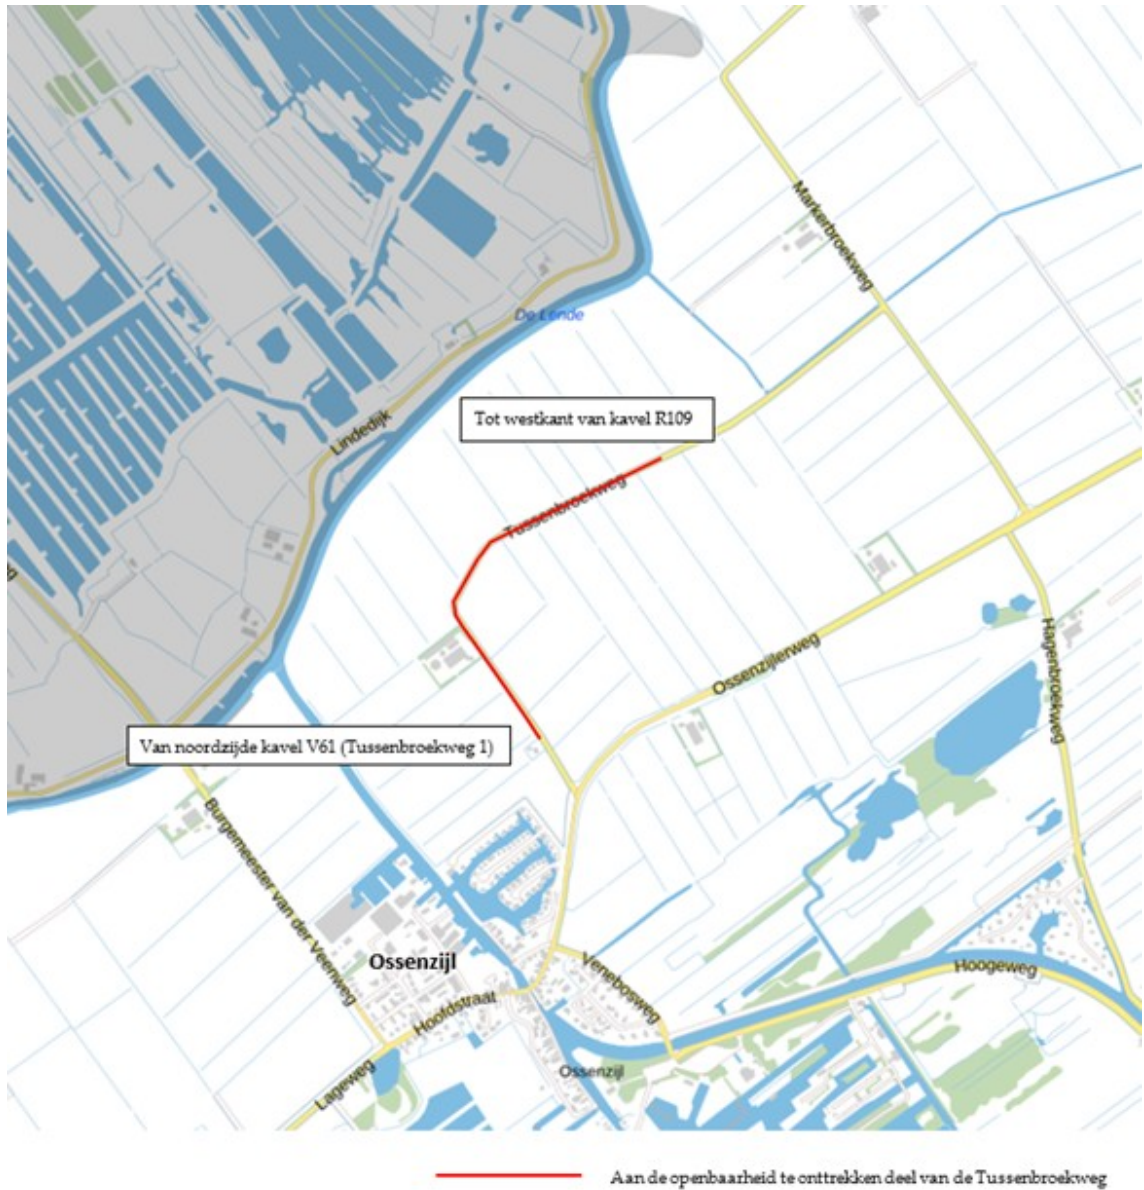 Markerbroekweg
De Lende
Tot westkant van kavel R109
Lindedijk
Tussenbroekweg
Ossenzijlerweg
Hagenbroekweg
Van noordzijde kavel V61 (Tussenbroekweg 1)
Burgemeester van der Veenweg
Ossenzijl
Venebosweg
Hoogeweg
Hoofdstraat
Ossenzijl
Lageweg
Aan de openbaarheid te onttrekken deel van de Tussenbroekweg